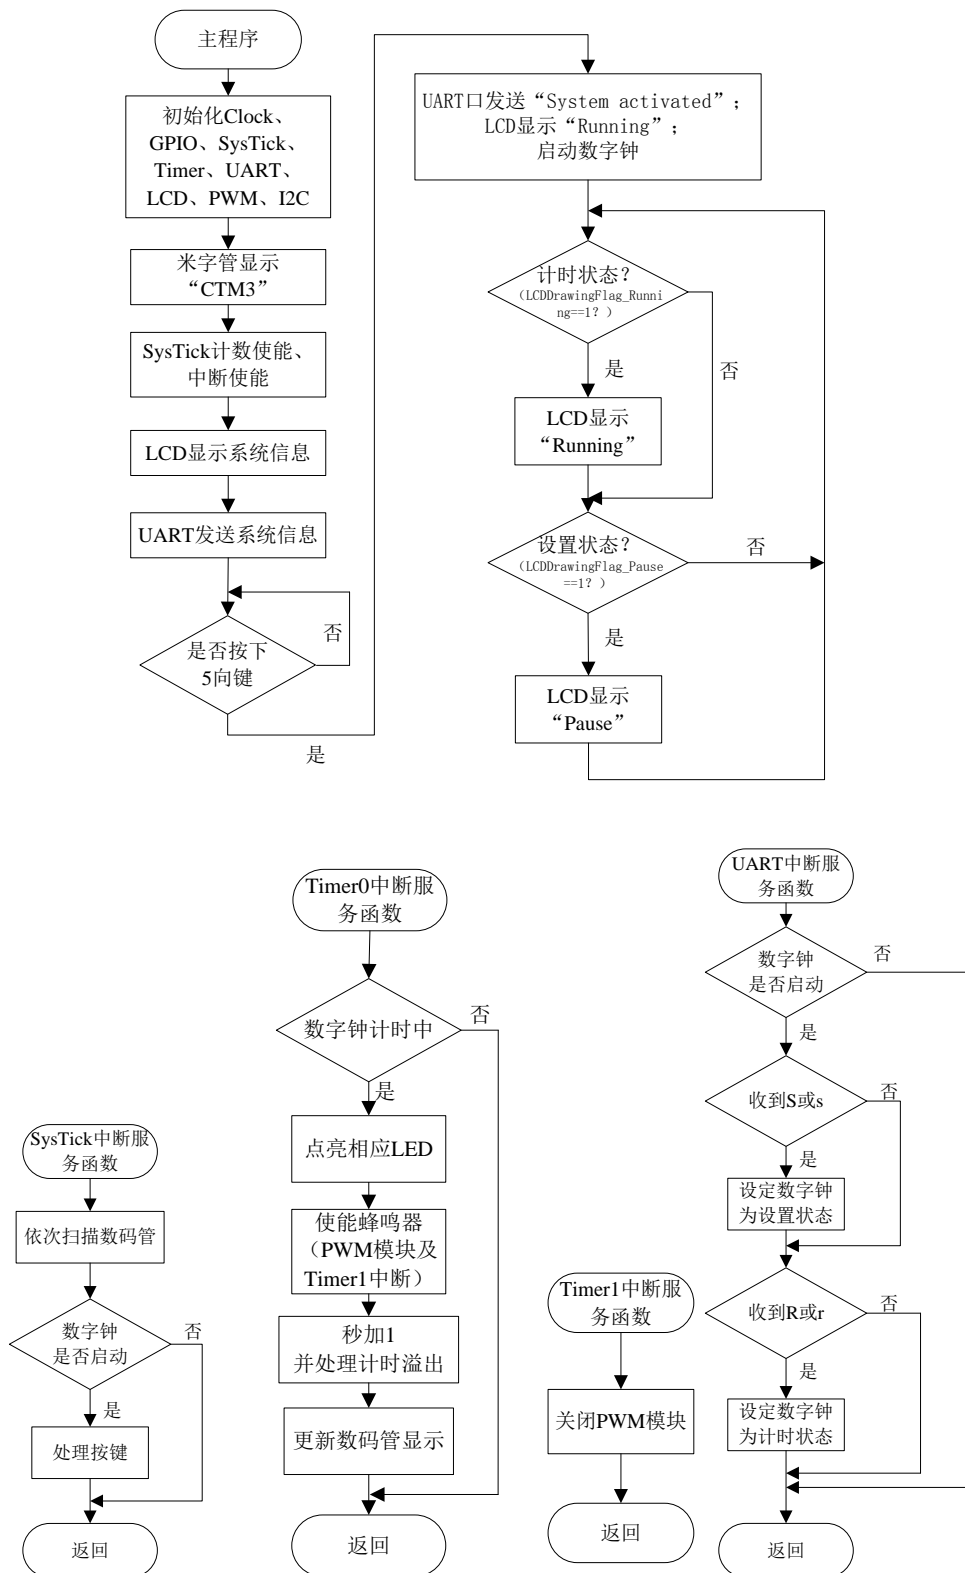 主程序
初始化Clock、
GPIO、SysTick、
Timer、UART、
LCD、PWM、I2C
米字管显示
“CTM3”
SysTick计数使能、
中断使能
LCD显示系统信息
UART发送系统信息
是否按下
5向键
否
是
UART口发送“System activated”；
LCD显示“Running”；
启动数字钟
计时状态？
（LCDDrawingFlag_Runni
ng==1？）
是
否
LCD显示
“Running”
设置状态？
（LCDDrawingFlag_Pause
==1？）
否
是
LCD显示
“Pause”
SysTick中断服
务函数
依次扫描数码管
数字钟
是否启动
否
是
处理按键
返回
Timer0中断服
务函数
数字钟计时中
否
是
点亮相应LED
使能蜂鸣器
（PWM模块及
Timer1中断）
秒加1
并处理计时溢出
更新数码管显示
返回
Timer1中断服
务函数
关闭PWM模块
返回
UART中断服
务函数
数字钟
是否启动
否
是
收到S或s
否
是
设定数字钟
为设置状态
收到R或r
否
是
设定数字钟
为计时状态
返回